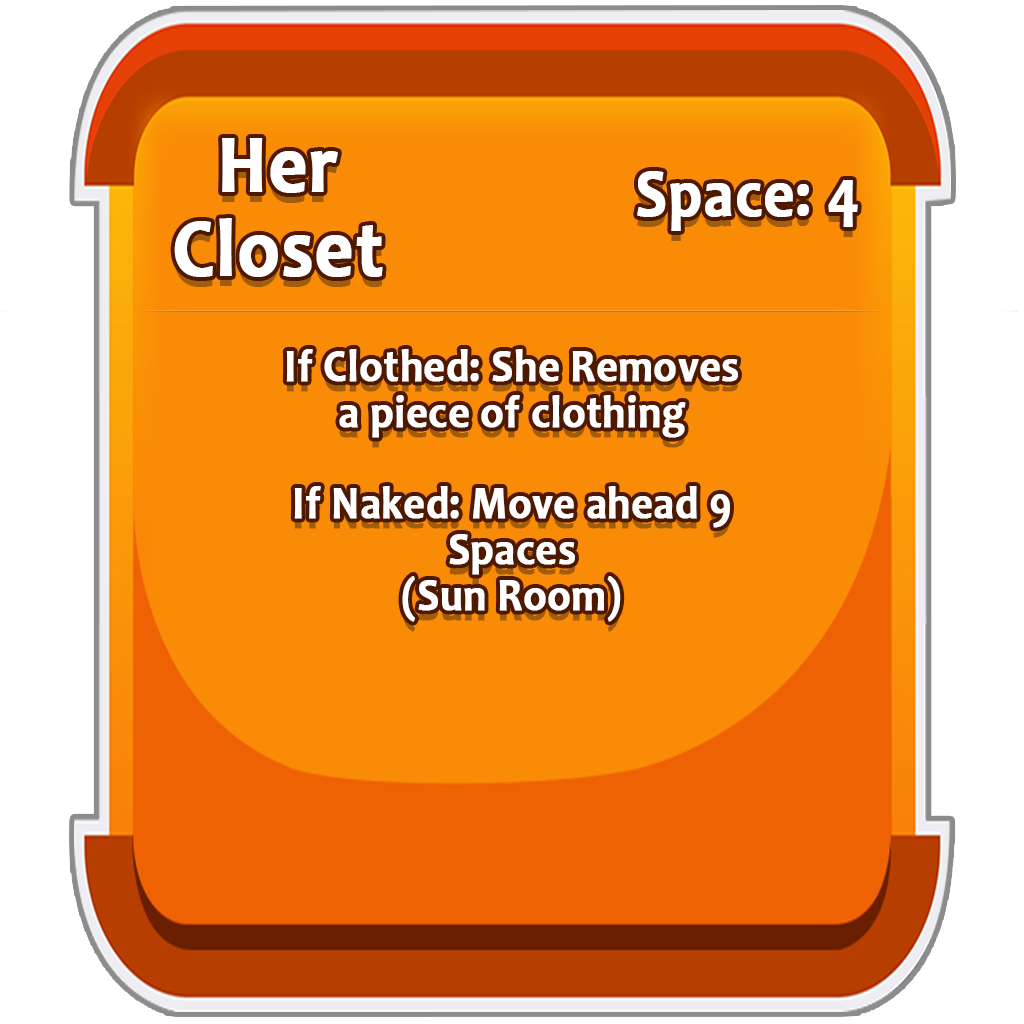 Her
Closet
Space: 4
If Clothed: She Removes
a piece of clothing
If Naked: Move ahead 9
Spaces
(Sun Room)